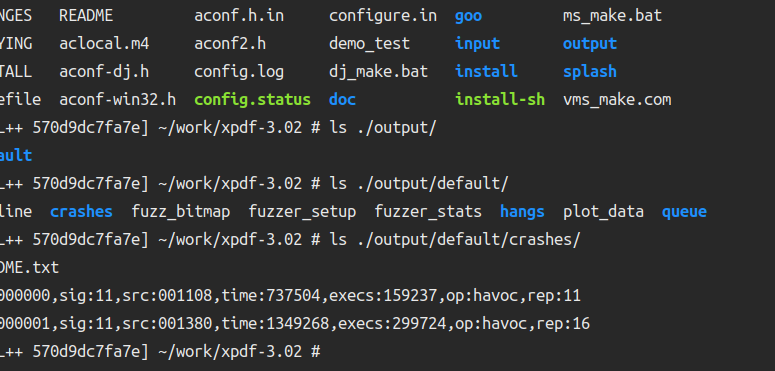 NGES README aconf.h.in configure.in goo ms_make.bat
YING aclocal.m4 aconf2.h demo_test input output
TALL aconf-dj.h config.log dj_make.bat install splash
efile aconf-win32.h config.status doc install-sh vms_make.com
L++ 570d9dc7fa7e] ~/work/xpdf-3.02 # ls ./output/
ault
L++ 570d9dc7fa7e] ~/work/xpdf-3.02 # ls ./output/default/
line crashes fuzz_bitmap fuzzer_setup fuzzer_stats hangs plot_data queue
L++ 570d9dc7fa7e] ~/work/xpdf-3.02 # ls ./output/default/crashes/
DME.txt
000000,sig:11,src:001108,time:737504,execs:159237,op:havoc,rep:11
000001,sig:11,src:001380,time:1349268,execs:299724,op:havoc,rep:16
L++ 570d9dc7fa7e] ~/work/xpdf-3.02 #